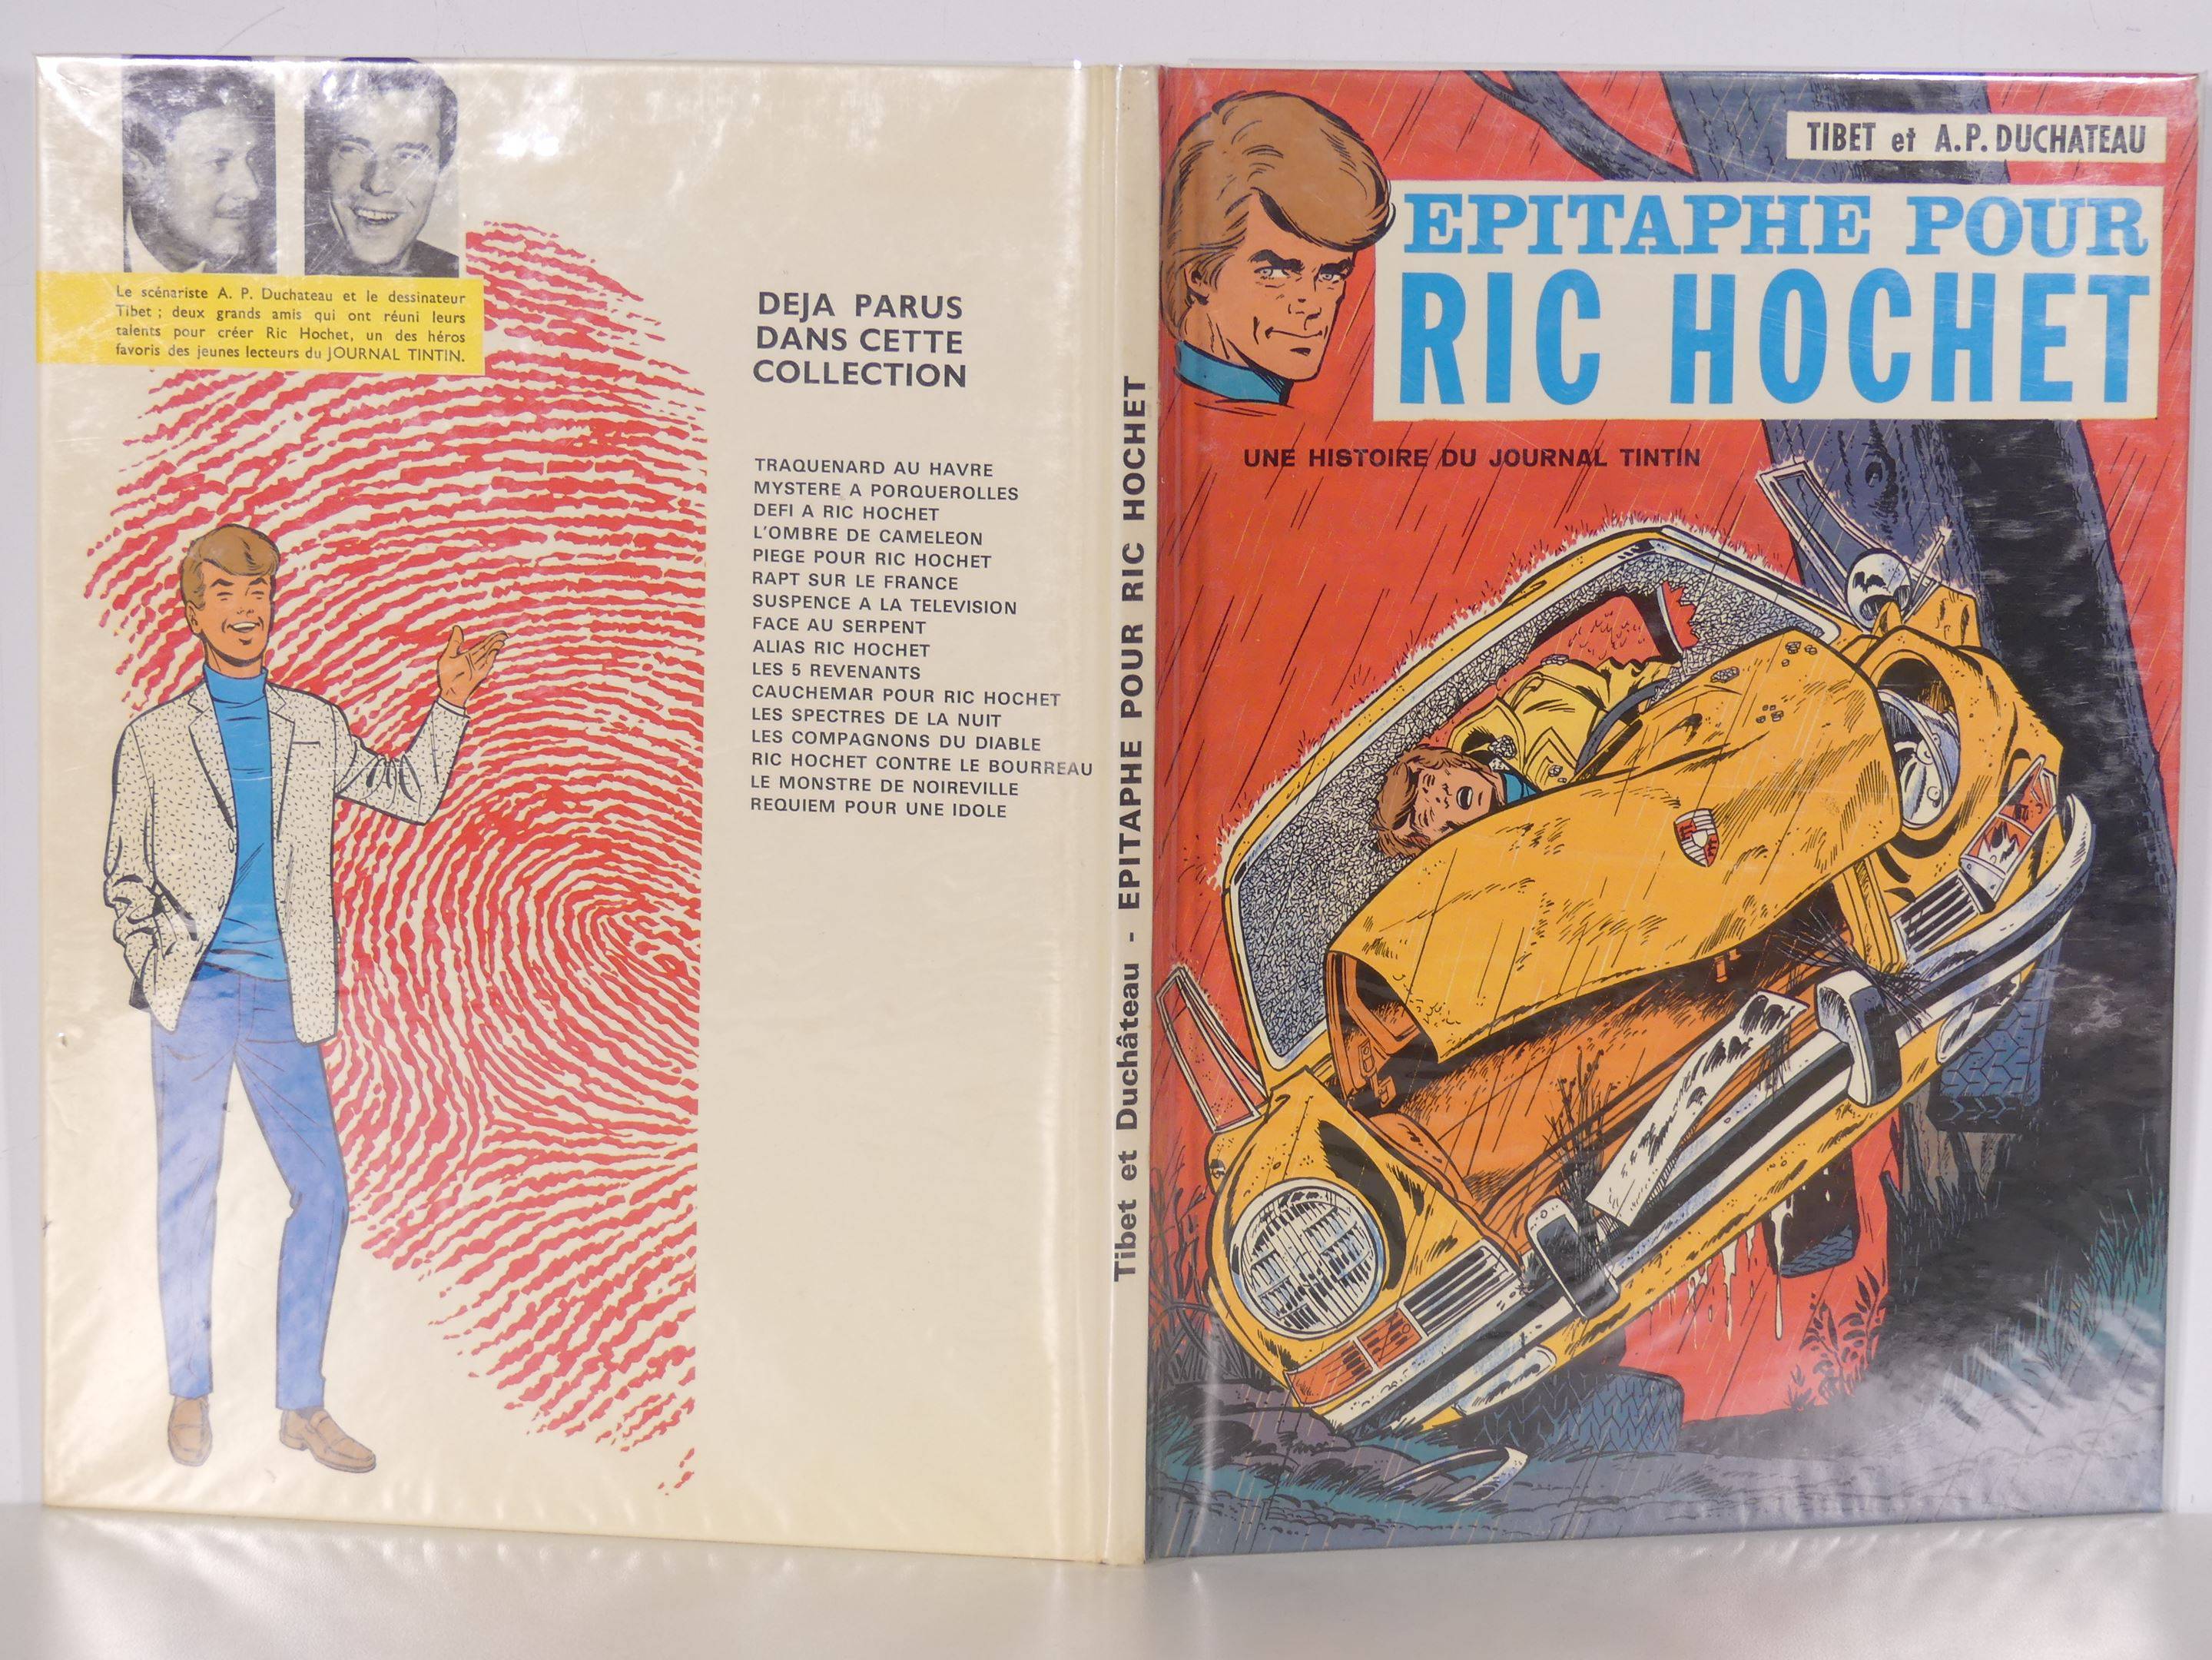 Le scénariste A. P. Duchateau et le dessinateur
Tibet ; deux grands amis qui ont réuni leurs
talents pour créer Ric Hochet, un des héros
favoris des jeunes lecteurs du JOURNAL TINTIN.
DEJA PARUS
DANS CETTE
COLLECTION
TRAQUENARD AU HAVRE
MYSTERE A PORQUEROLLES
DEFI A RIC HOCHET
L'OMBRE DE CAMELEON
PIEGE POUR RIC HOCHET
RAPT SUR LE FRANCE
SUSPENCE A LA TELEVISION
FACE AU SERPENT
ALIAS RIC HOCHET
LES 5 REVENANTS
CAUCHEMAR POUR RIC HOCHET
LES SPECTRES DE LA NUIT
LES COMPAGNONS DU DIABLE
RIC HOCHET CONTRE LE BOURREAU
LE MONSTRE DE NOIREVILLE
REQUIEM POUR UNE IDOLE
Tibet et Duchâteau - EPITAPHE POUR RIC HOCHET
TIBET et A.P. DUCHATEAU
EPITAPHE POUR
RIC HOCHET
UNE HISTOIRE DU JOURNAL TINTIN